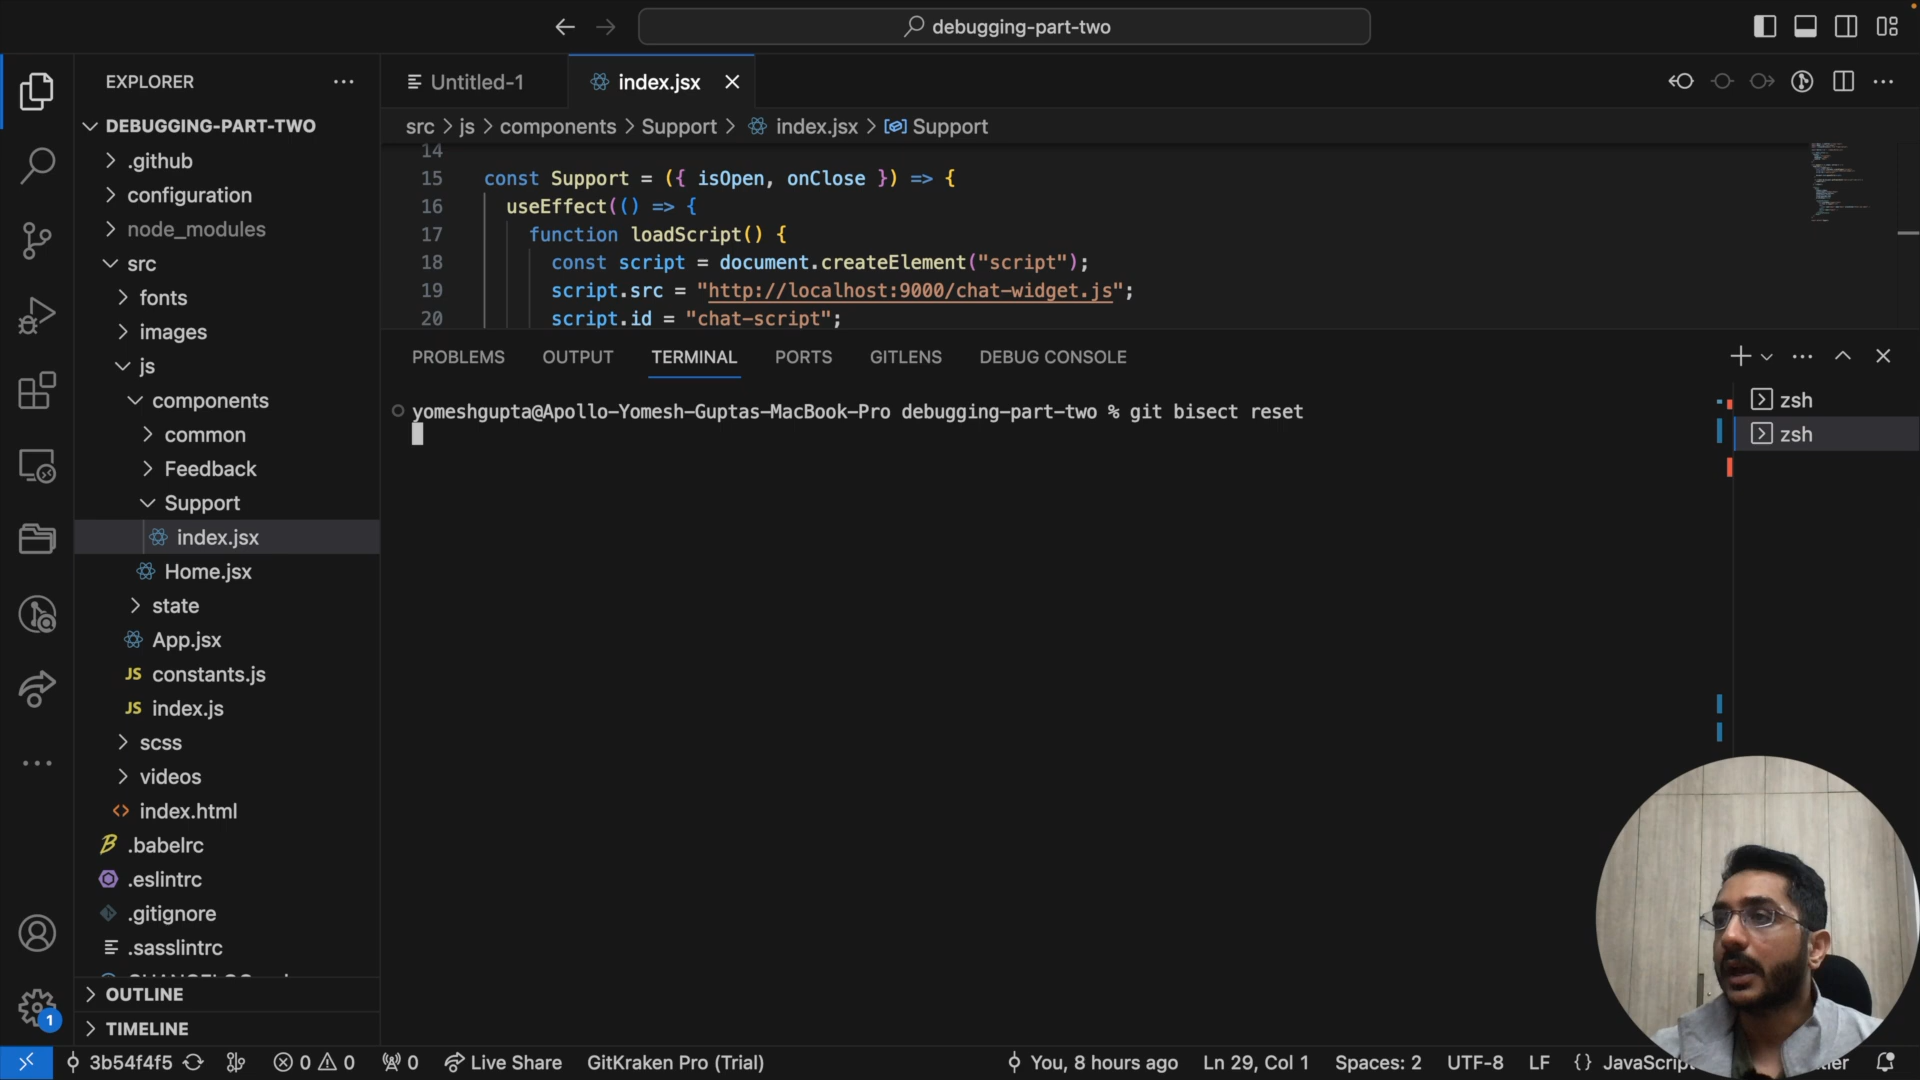 debugging-part-two
EXPLORER
DEBUGGING-PART-TWO
.github
configuration
node_modules
src
fonts
images
js
components
common
Feedback
Support
index.jsx
Home.jsx
state
App.jsx
JS constants.js
JS index.js
scss
videos
<> index.html
.babelrc
.eslintrc
.gitignore
.sasslintrc
OUTLINE
TIMELINE
1
Untitled-1
index.jsx
src > js > components > Support > index.jsx > Support
14
15 const Support = ({ isOpen, onClose }) => {
16 useEffect(() => {
17 function loadScript() {
18 const script = document.createElement("script");
19 script.src = "http://localhost:9000/chat-widget.js";
20 script.id = "chat-script";
PROBLEMS OUTPUT TERMINAL PORTS GITLENS DEBUG CONSOLE
yomeshgupta@Apollo-Yomesh-Guptas-MacBook-Pro debugging-part-two % git bisect reset
zsh
zsh
3b54f4f5 0 0 0 Live Share GitKraken Pro (Trial) You, 8 hours ago Ln 29, Col 1 Spaces: 2 UTF-8 LF {}